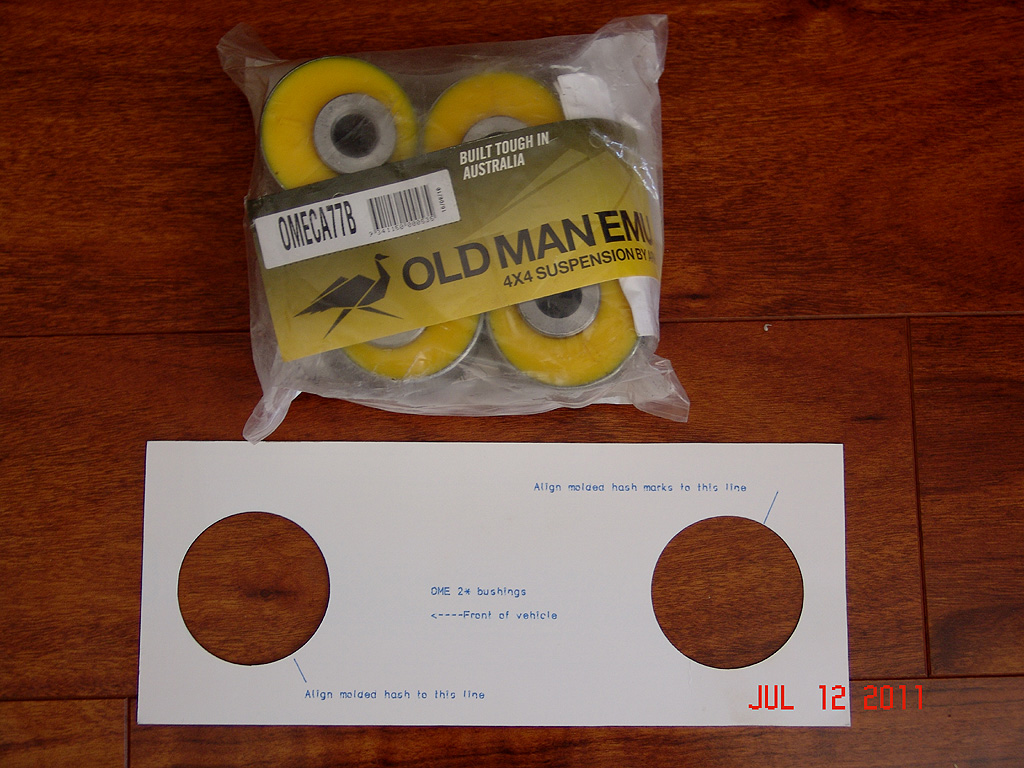 BUILT TOUGH IN
AUSTRALIA
OMECA77B
OLD MAN EMU
4X4 SUSPENSION BY
Align molded hash marks to this line
OME 2* bushings
<----Front of vehicle
Align molded hash to this line
JUL 12 2011